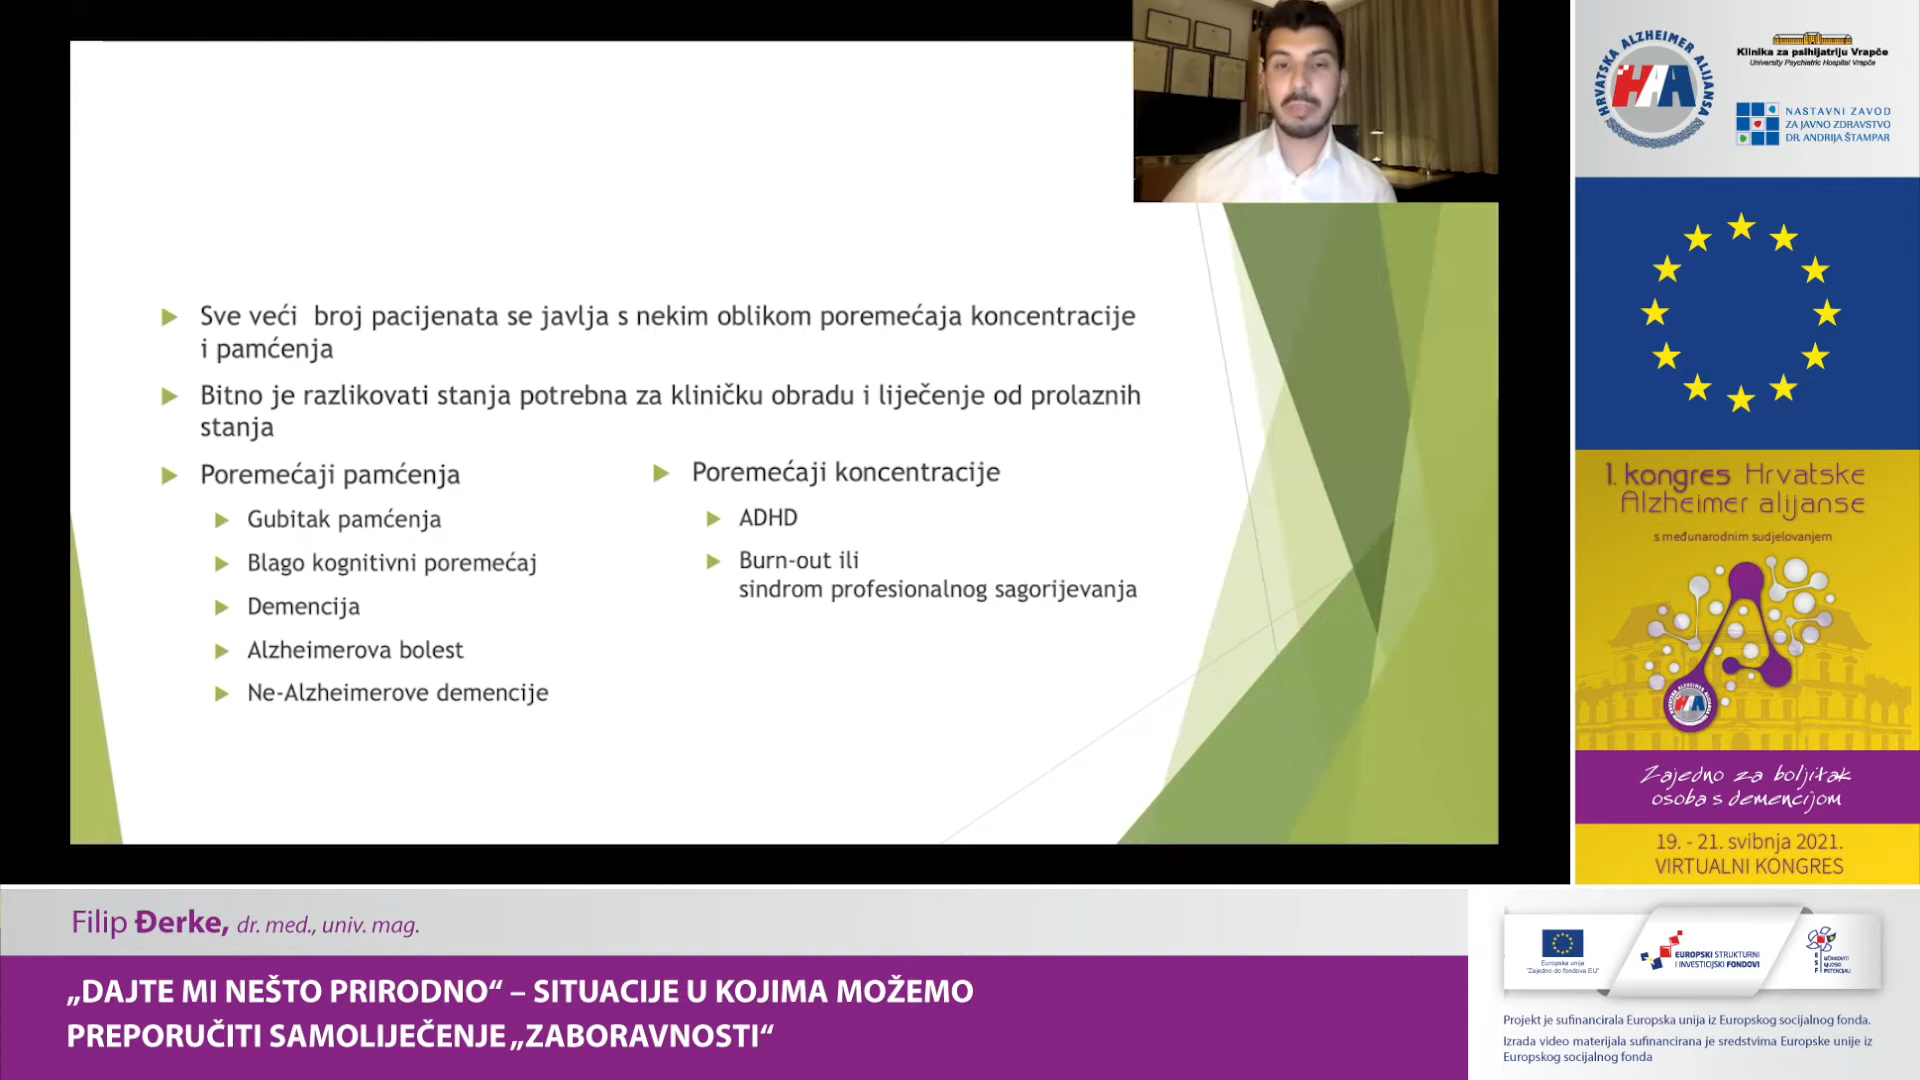 Sve veći broj pacijenata se javlja s nekim oblikom poremećaja koncentracije
i pamćenja
Bitno je razlikovati stanja potrebna za kliničku obradu i liječenje od prolaznih
stanja
Poremećaji pamćenja
Gubitak pamćenja
Blago kognitivni poremećaj
Demencija
Alzheimerova bolest
Ne-Alzheimerove demencije
Poremećaji koncentracije
ADHD
Burn-out ili
sindrom profesionalnog sagorijevanja
HRVATSKA ALZHEIMER ALIJANSA
HAA
Klinika za psihijatriju Vrapče
University Psychiatric Hospital Vrapče
NASTAVNI ZAVOD
ZA JAVNO ZDRAVSTVO
DR. ANDRIJA ŠTAMPAR
1. kongres Hrvatske
Alzheimer alijanse
s međunarodnim sudjelovanjem
HAA
Zajedno za boljitak
osoba s demencijom
19. - 21. svibnja 2021.
VIRTUALNI KONGRES
Filip Đerke, dr. med., univ. mag.
„DAJTE MI NEŠTO PRIRODNO“ – SITUACIJE U KOJIMA MOŽEMO
PREPORUČITI SAMOLIJEČENJE „ZABORAVNOSTI“
Europska unija
"Zajedno do fondova EU"
EUROPSKI STRUKTURNI
I INVESTICIJSKI FONDOVI
ESF
UČINKOVITI
LJUDSKI
POTENCIJALI
Projekt je sufinancirala Europska unija iz Europskog socijalnog fonda.
Izrada video materijala sufinancirana je sredstvima Europske unije iz
Europskog socijalnog fonda